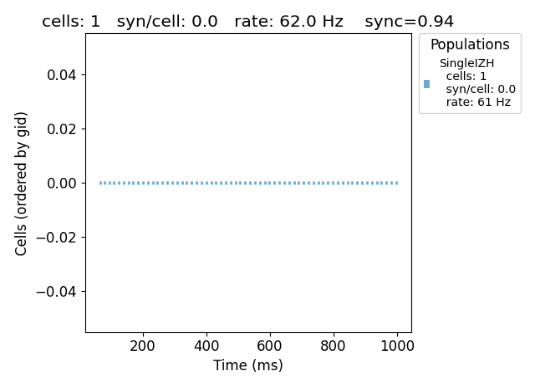 cells: 1 syn/cell: 0.0 rate: 62.0 Hz sync=0.94
Populations
SingleIZH
cells: 1
syn/cell: 0.0
rate: 61 Hz
0.04
0.02
0.00
−0.02
−0.04
Cells (ordered by gid)
200 400 600 800 1000
Time (ms)